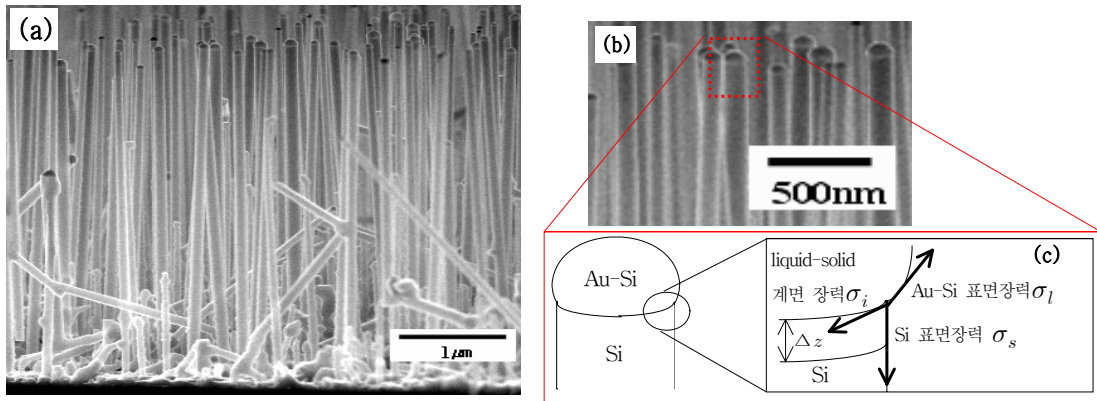 (a)
1㎛
(b)
500nm
Au-Si
Si
(c)
liquid-solid
계면 장력σᵢ
Au-Si 표면장력σₗ
Si 표면장력 σₛ
Δz
Si